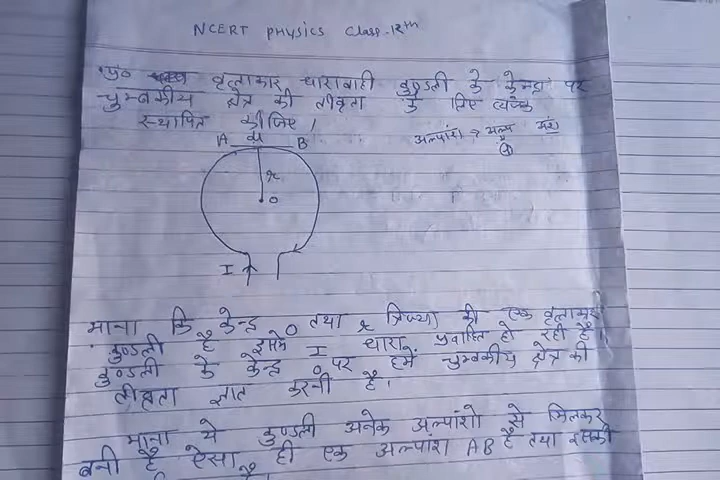 NCERT PHYSICS Class-12th
प्र० वृत्ताकार धारावाही कुण्डली के केन्द्र पर
चुम्बकीय क्षेत्र की तीव्रता के लिए व्यंजक
स्थापित कीजिए।
अल्पांश →
A dl B
r
O
I
माना कि केन्द्र O तथा r त्रिज्या की एक वृत्ताकार
कुण्डली है इसमें I धारा प्रवाहित हो रही है।
कुण्डली के केन्द्र O पर हमें चुम्बकीय क्षेत्र की
तीव्रता ज्ञात करनी है।
माना ये कुण्डली अनेक अल्पांशो से मिलकर
बनी है ऐसा ही एक अल्पांश AB है तथा इसकी